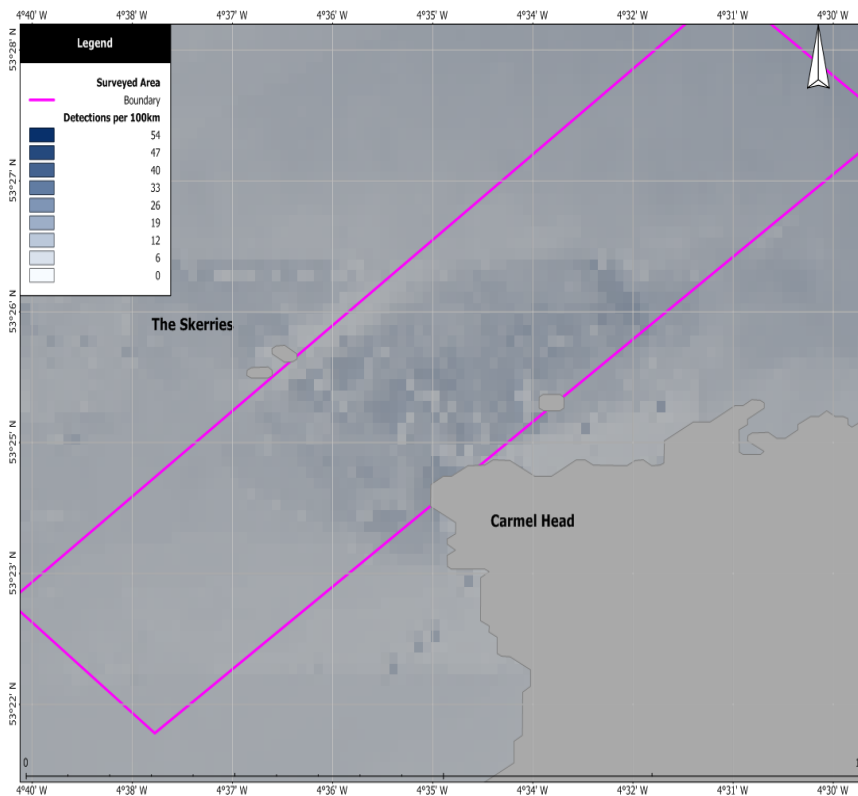 4°40' W 4°38' W 4°37' W 4°36' W 4°35' W 4°34' W 4°32' W 4°31' W 4°30' W
Legend
Surveyed Area
Boundary
Detections per 100km
54
47
40
33
26
19
12
6
0
53°28' N
53°27' N
53°26' N
53°25' N
53°23' N
53°22' N
The Skerries
Carmel Head
0 1
4°40' W 4°38' W 4°37' W 4°36' W 4°35' W 4°34' W 4°32' W 4°31' W 4°30' W